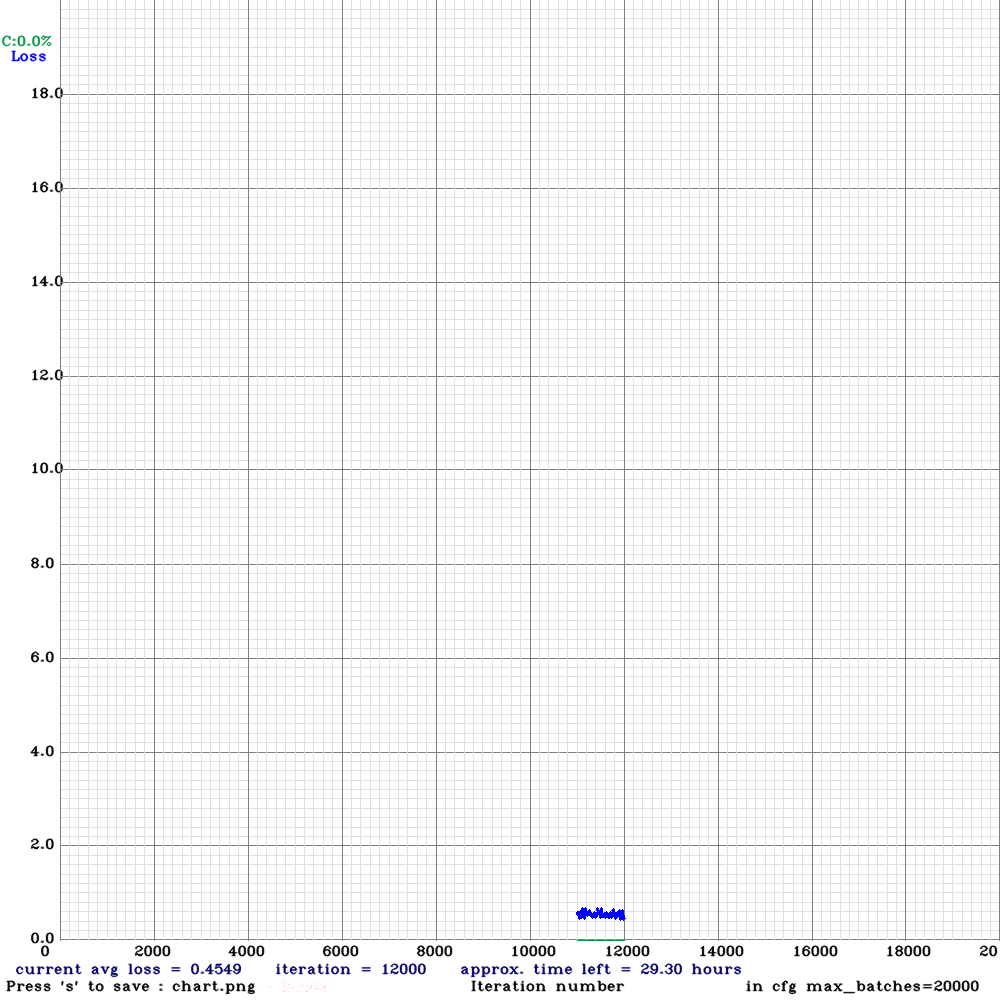 C:0.0%
Loss
18.0
16.0
14.0
12.0
10.0
8.0
6.0
4.0
2.0
0.0
0 2000 4000 6000 8000 10000 12000 14000 16000 18000 20
current avg loss = 0.4549 iteration = 12000 approx. time left = 29.30 hours
Press 's' to save : chart.png Iteration number in cfg max_batches=20000